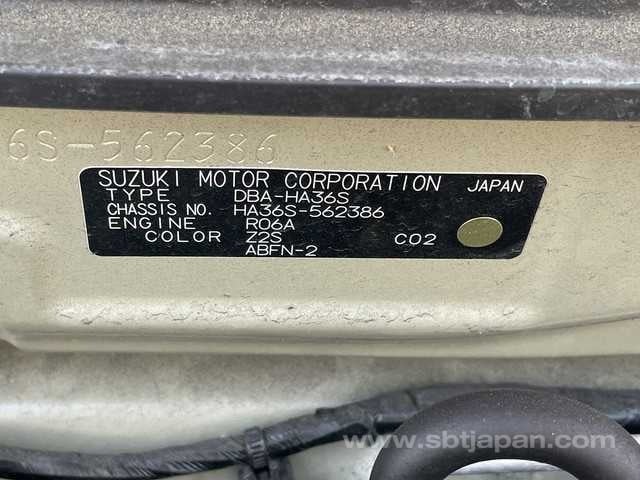 6S-562386
SUZUKI MOTOR CORPORATION JAPAN
TYPE DBA-HA36S
CHASSIS NO. HA36S-562386
ENGINE R06A
COLOR Z2S C02
ABFN-2
www.sbtjapan.com